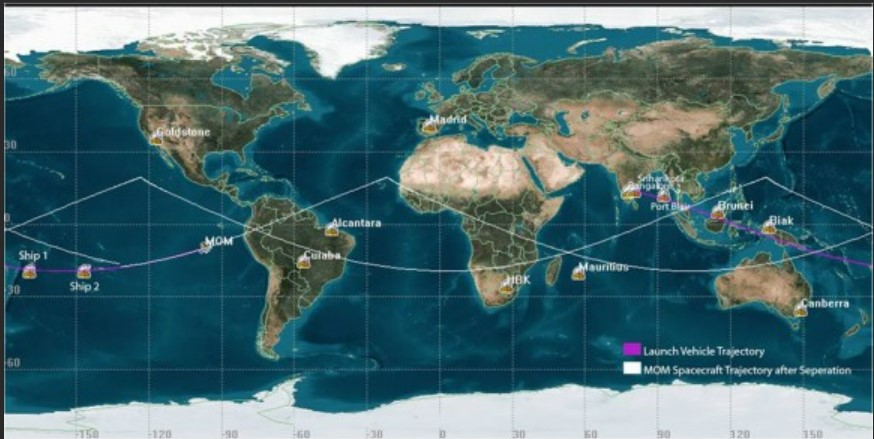 60
Goldstone
Madrid
30
Sriharikota
Bangalore
Port Blair
Brunei
0
Alcantara
Biak
MOM
Ship 1
Cuiaba
Mauritius
Ship 2
HBK
-30
Canberra
Launch Vehicle Trajectory
-60
MOM Spacecraft Trajectory after Seperation
-150 -120 -90 -60 -30 0 30 60 90 120 150